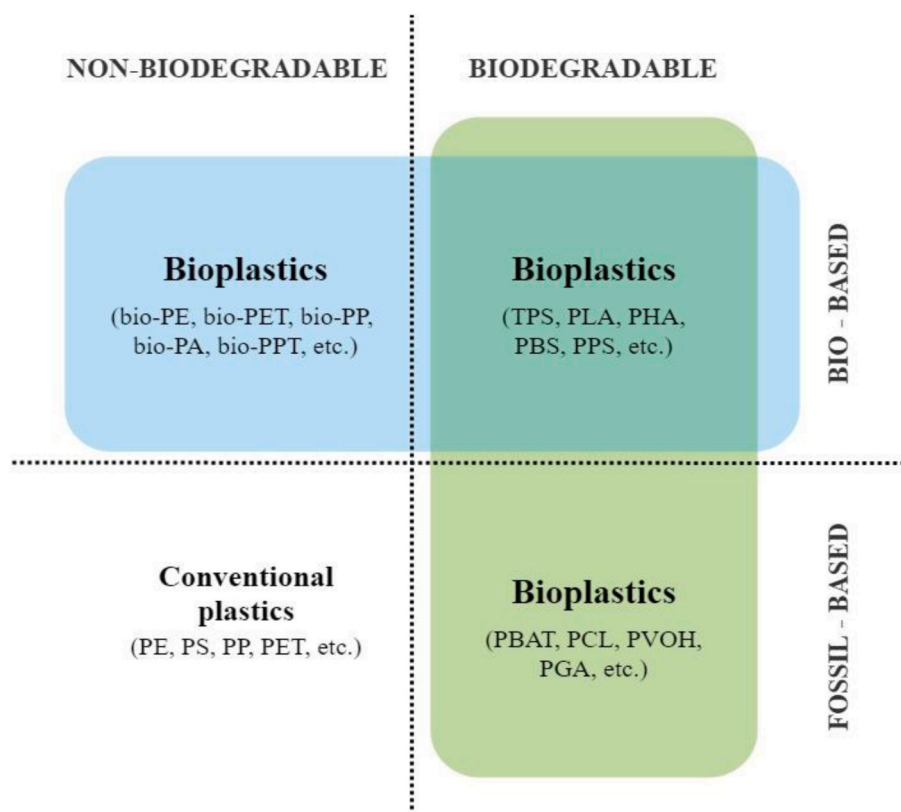 NON-BIODEGRADABLE
BIODEGRADABLE
Bioplastics
(bio-PE, bio-PET, bio-PP,
bio-PA, bio-PPT, etc.)
Bioplastics
(TPS, PLA, PHA,
PBS, PPS, etc.)
BIO - BASED
Conventional
plastics
(PE, PS, PP, PET, etc.)
Bioplastics
(PBAT, PCL, PVOH,
PGA, etc.)
FOSSIL - BASED